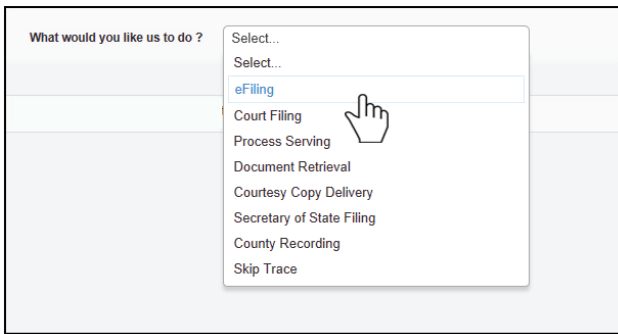 What would you like us to do ? Select...
Select...
eFiling
Court Filing
Process Serving
Document Retrieval
Courtesy Copy Delivery
Secretary of State Filing
County Recording
Skip Trace